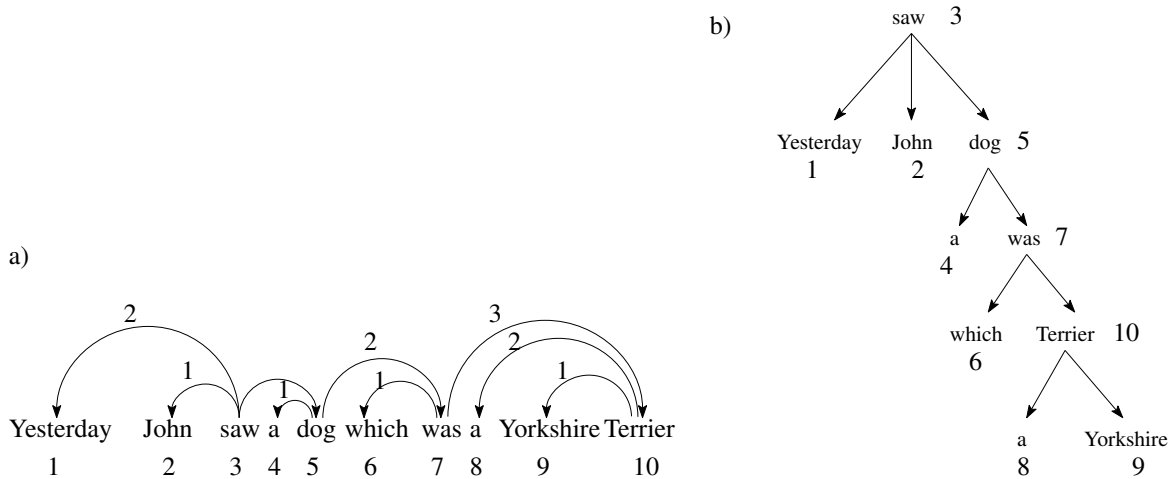 b)
saw 3
Yesterday John dog 5
1 2
a was 7
4
which Terrier 10
6
a Yorkshire
8 9
a)
2 1 1 2 1 3 2 1
Yesterday John saw a dog which was a Yorkshire Terrier
1 2 3 4 5 6 7 8 9 10